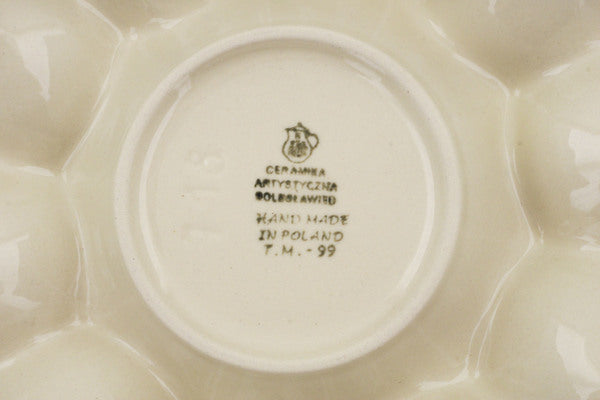 CERAMIKA
ARTYSTYCZNA
BOLESŁAWIEC
HAND MADE
IN POLAND
T.M. - 99